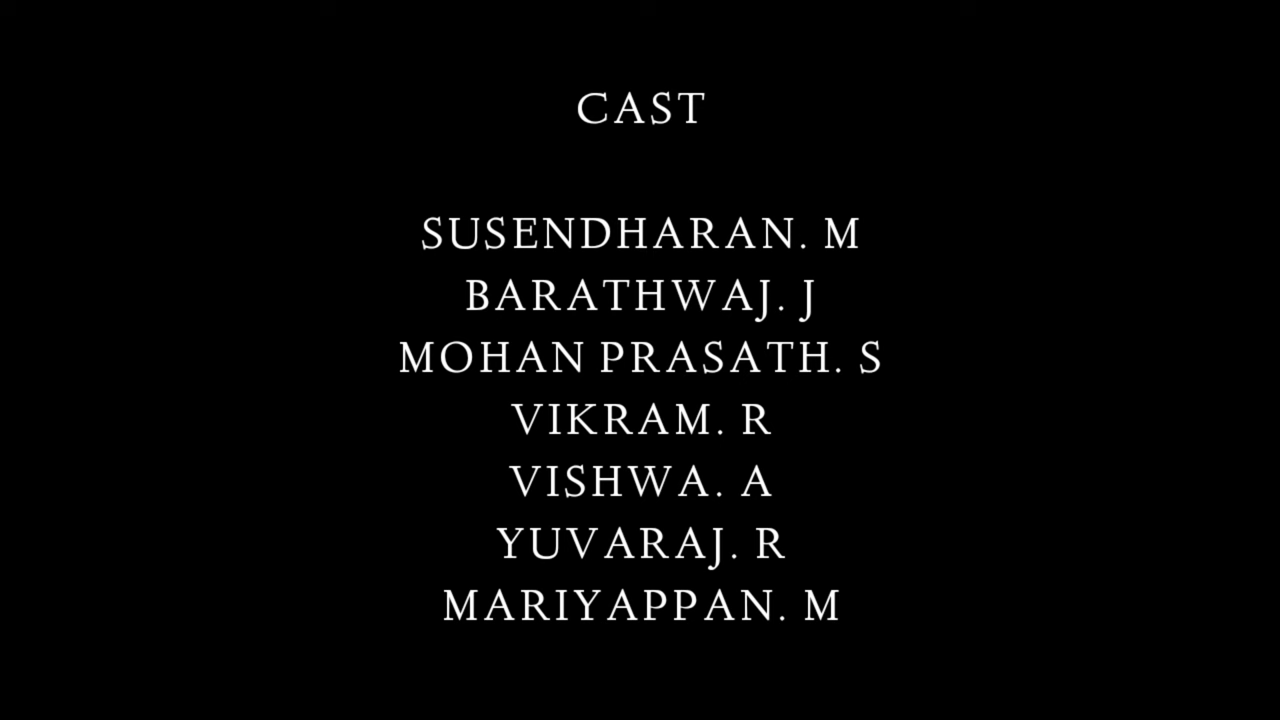 CAST
SUSENDHARAN. M
BARATHWAJ. J
MOHAN PRASATH. S
VIKRAM. R
VISHWA. A
YUVARAJ. R
MARIYAPPAN. M